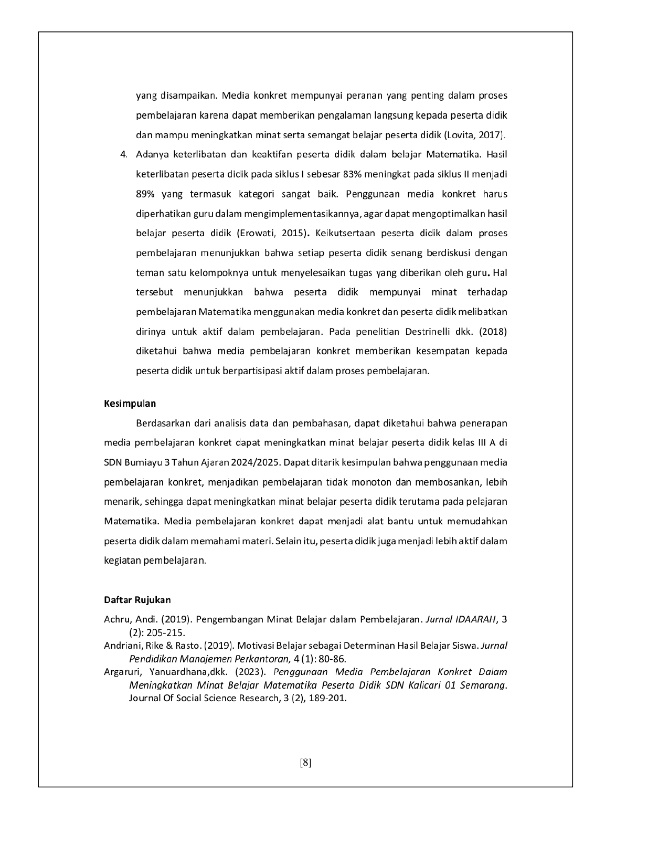 yang disampaikan. Media konkret mempunyai peranan yang penting dalam proses
pembelajaran karena dapat memberikan pengalaman langsung kepada peserta didik
dan mampu meningkatkan minat serta semangat belajar peserta didik (Lovita, 2017).
4. Adanya keterlibatan dan keaktifan peserta didik dalam belajar Matematika. Hasil
keterlibatan peserta didik pada siklus I sebesar 83% meningkat pada siklus II menjadi
89% yang termasuk kategori sangat baik. Penggunaan media konkret harus
diperhatikan guru dalam mengimplementasikannya, agar dapat mengoptimalkan hasil
belajar peserta didik (Erowati, 2015). Keikutsertaan peserta didik dalam proses
pembelajaran menunjukkan bahwa setiap peserta didik senang berdiskusi dengan
teman satu kelompoknya untuk menyelesaikan tugas yang diberikan oleh guru. Hal
tersebut menunjukkan bahwa peserta didik mempunyai minat terhadap
pembelajaran Matematika menggunakan media konkret dan peserta didik melibatkan
dirinya untuk aktif dalam pembelajaran. Pada penelitian Destrinelli dkk. (2018)
diketahui bahwa media pembelajaran konkret memberikan kesempatan kepada
peserta didik untuk berpartisipasi aktif dalam proses pembelajaran.
Kesimpulan
Berdasarkan dari analisis data dan pembahasan, dapat diketahui bahwa penerapan
media pembelajaran konkret dapat meningkatkan minat belajar peserta didik kelas III A di
SDN Bumiayu 3 Tahun Ajaran 2024/2025. Dapat ditarik kesimpulan bahwa penggunaan media
pembelajaran konkret, menjadikan pembelajaran tidak monoton dan membosankan, lebih
menarik, sehingga dapat meningkatkan minat belajar peserta didik terutama pada pelajaran
Matematika. Media pembelajaran konkret dapat menjadi alat bantu untuk memudahkan
peserta didik dalam memahami materi. Selain itu, peserta didik juga menjadi lebih aktif dalam
kegiatan pembelajaran.
Daftar Rujukan
Achru, Andi. (2019). Pengembangan Minat Belajar dalam Pembelajaran. Jurnal IDAARAH, 3
(2): 205-215.
Andriani, Rike & Rasto. (2019). Motivasi Belajar sebagai Determinan Hasil Belajar Siswa. Jurnal
Pendidikan Manajemen Perkantoran, 4 (1): 80-86.
Argaruri, Yanuardhana,dkk. (2023). Penggunaan Media Pembelajaran Konkret Dalam
Meningkatkan Minat Belajar Matematika Peserta Didik SDN Kalicari 01 Semarang.
Journal Of Social Science Research, 3 (2), 189-201.
[8]